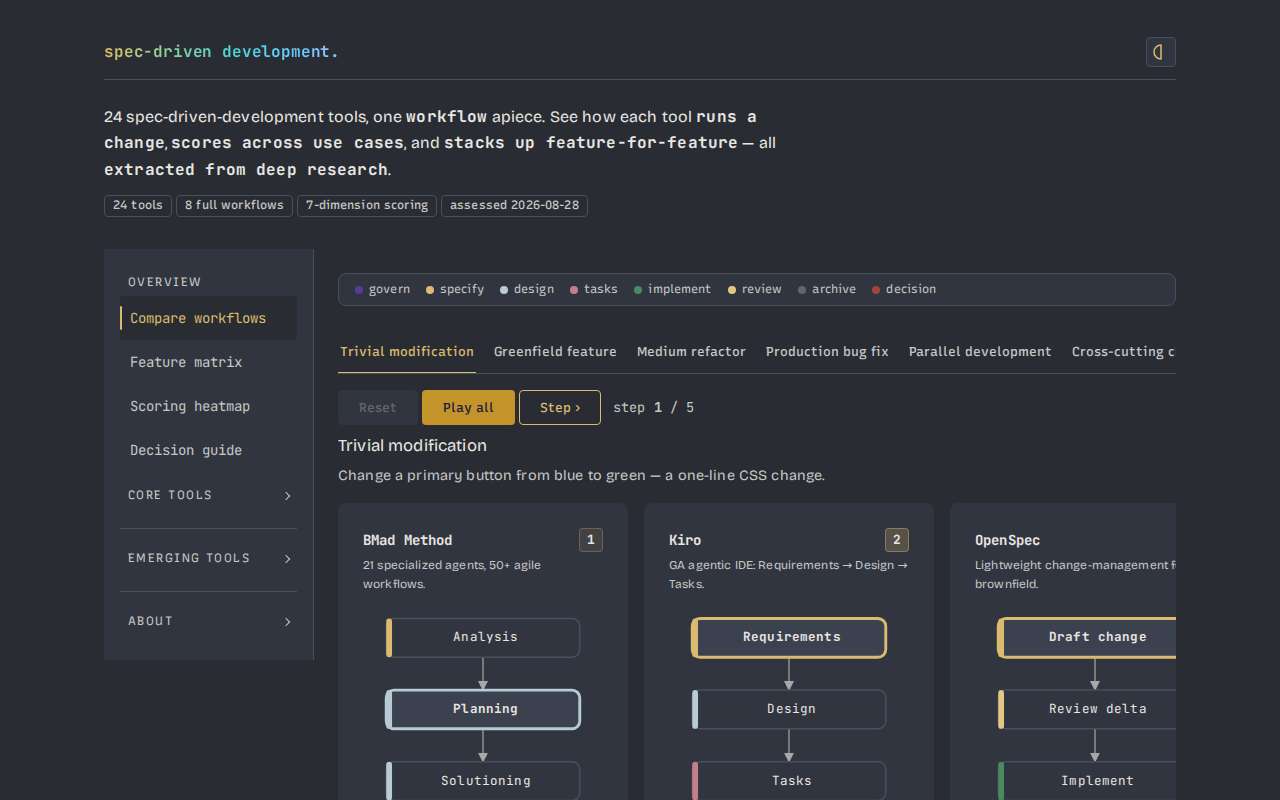 spec-driven development.
24 spec-driven-development tools, one workflow apiece. See how each tool runs a
change, scores across use cases, and stacks up feature-for-feature — all
extracted from deep research.
24 tools
8 full workflows
7-dimension scoring
assessed 2026-08-28
OVERVIEW
Compare workflows
Feature matrix
Scoring heatmap
Decision guide
CORE TOOLS
EMERGING TOOLS
ABOUT
govern
specify
design
tasks
implement
review
archive
decision
Trivial modification
Greenfield feature
Medium refactor
Production bug fix
Parallel development
Cross-cutting c
Reset
Play all
Step ›
step 1 / 5
Trivial modification
Change a primary button from blue to green — a one-line CSS change.
BMad Method
1
21 specialized agents, 50+ agile
workflows.
Analysis
Planning
Solutioning
Kiro
2
GA agentic IDE: Requirements → Design →
Tasks.
Requirements
Design
Tasks
OpenSpec
Lightweight change-management
brownfield.
Draft change
Review delta
Implement